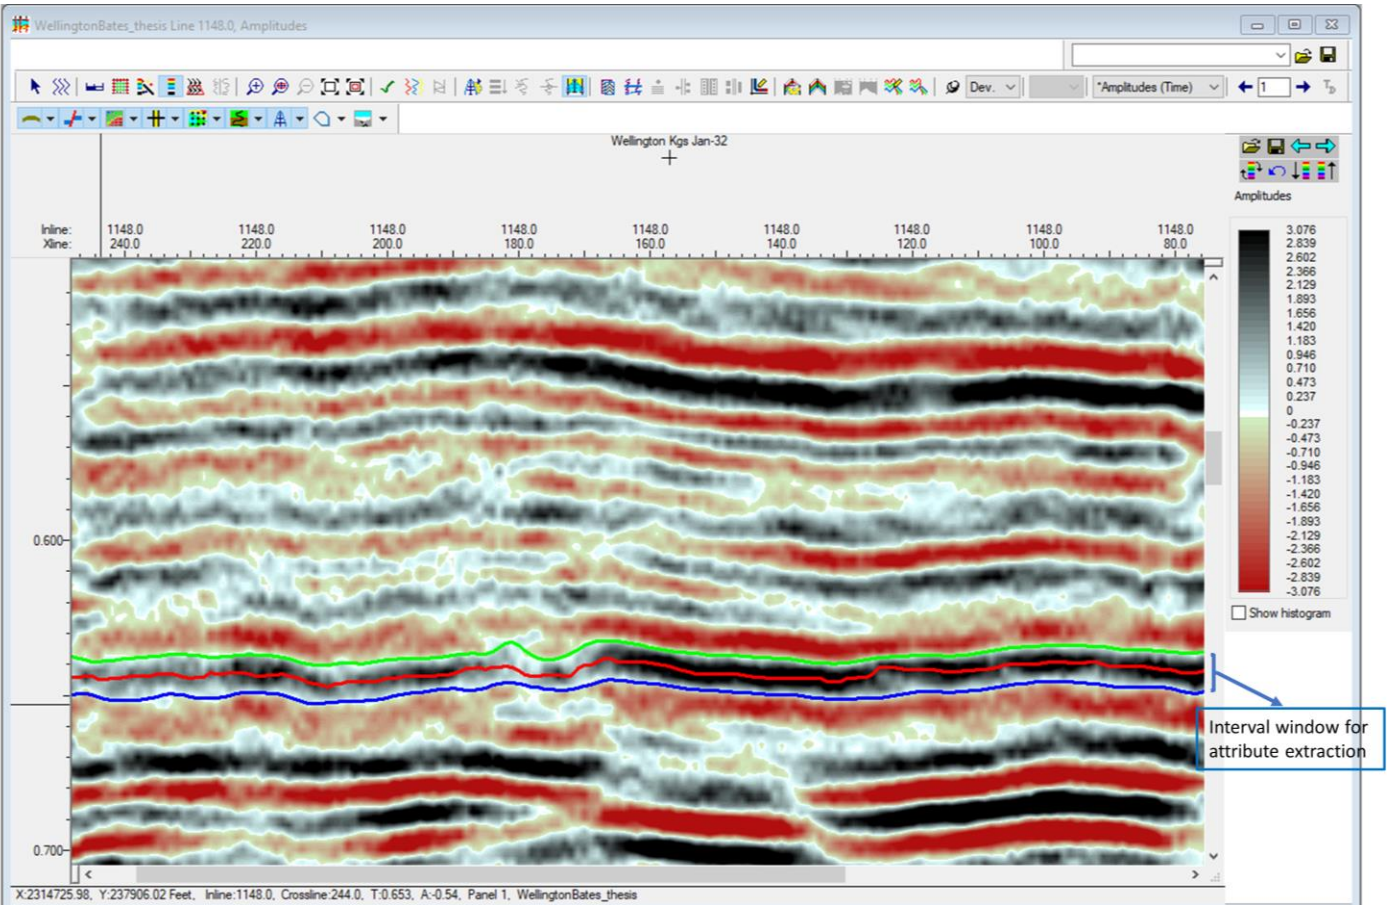 WellingtonBates_thesis Line 1148.0, Amplitudes
Dev.
*Amplitudes (Time)
1
Wellington Kgs Jan-32
Amplitudes
Inline: 1148.0 1148.0 1148.0 1148.0 1148.0 1148.0 1148.0 1148.0 1148.0
Xline: 240.0 220.0 200.0 180.0 160.0 140.0 120.0 100.0 80.0
3.076
2.839
2.602
2.366
2.129
1.893
1.656
1.420
1.183
0.946
0.710
0.473
0.237
0
-0.237
-0.473
-0.710
-0.946
-1.183
-1.420
-1.656
-1.893
-2.129
-2.366
-2.602
-2.839
-3.076
Show histogram
0.600
0.700
Interval window for
attribute extraction
X:2314725.98, Y:237906.02 Feet, Inline:1148.0, Crossline:244.0, T:0.653, A:-0.54, Panel 1, WellingtonBates_thesis